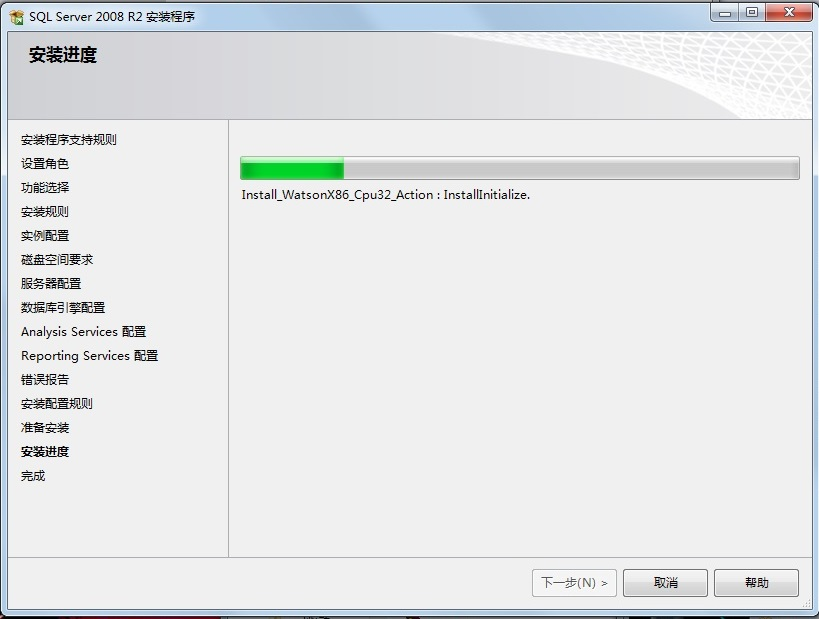 SQL Server 2008 R2 安装程序
安装进度
安装程序支持规则
设置角色
功能选择
安装规则
实例配置
磁盘空间要求
服务器配置
数据库引擎配置
Analysis Services 配置
Reporting Services 配置
错误报告
安装配置规则
准备安装
安装进度
完成
Install_WatsonX86_Cpu32_Action : InstallInitialize.
下一步(N) >
取消
帮助